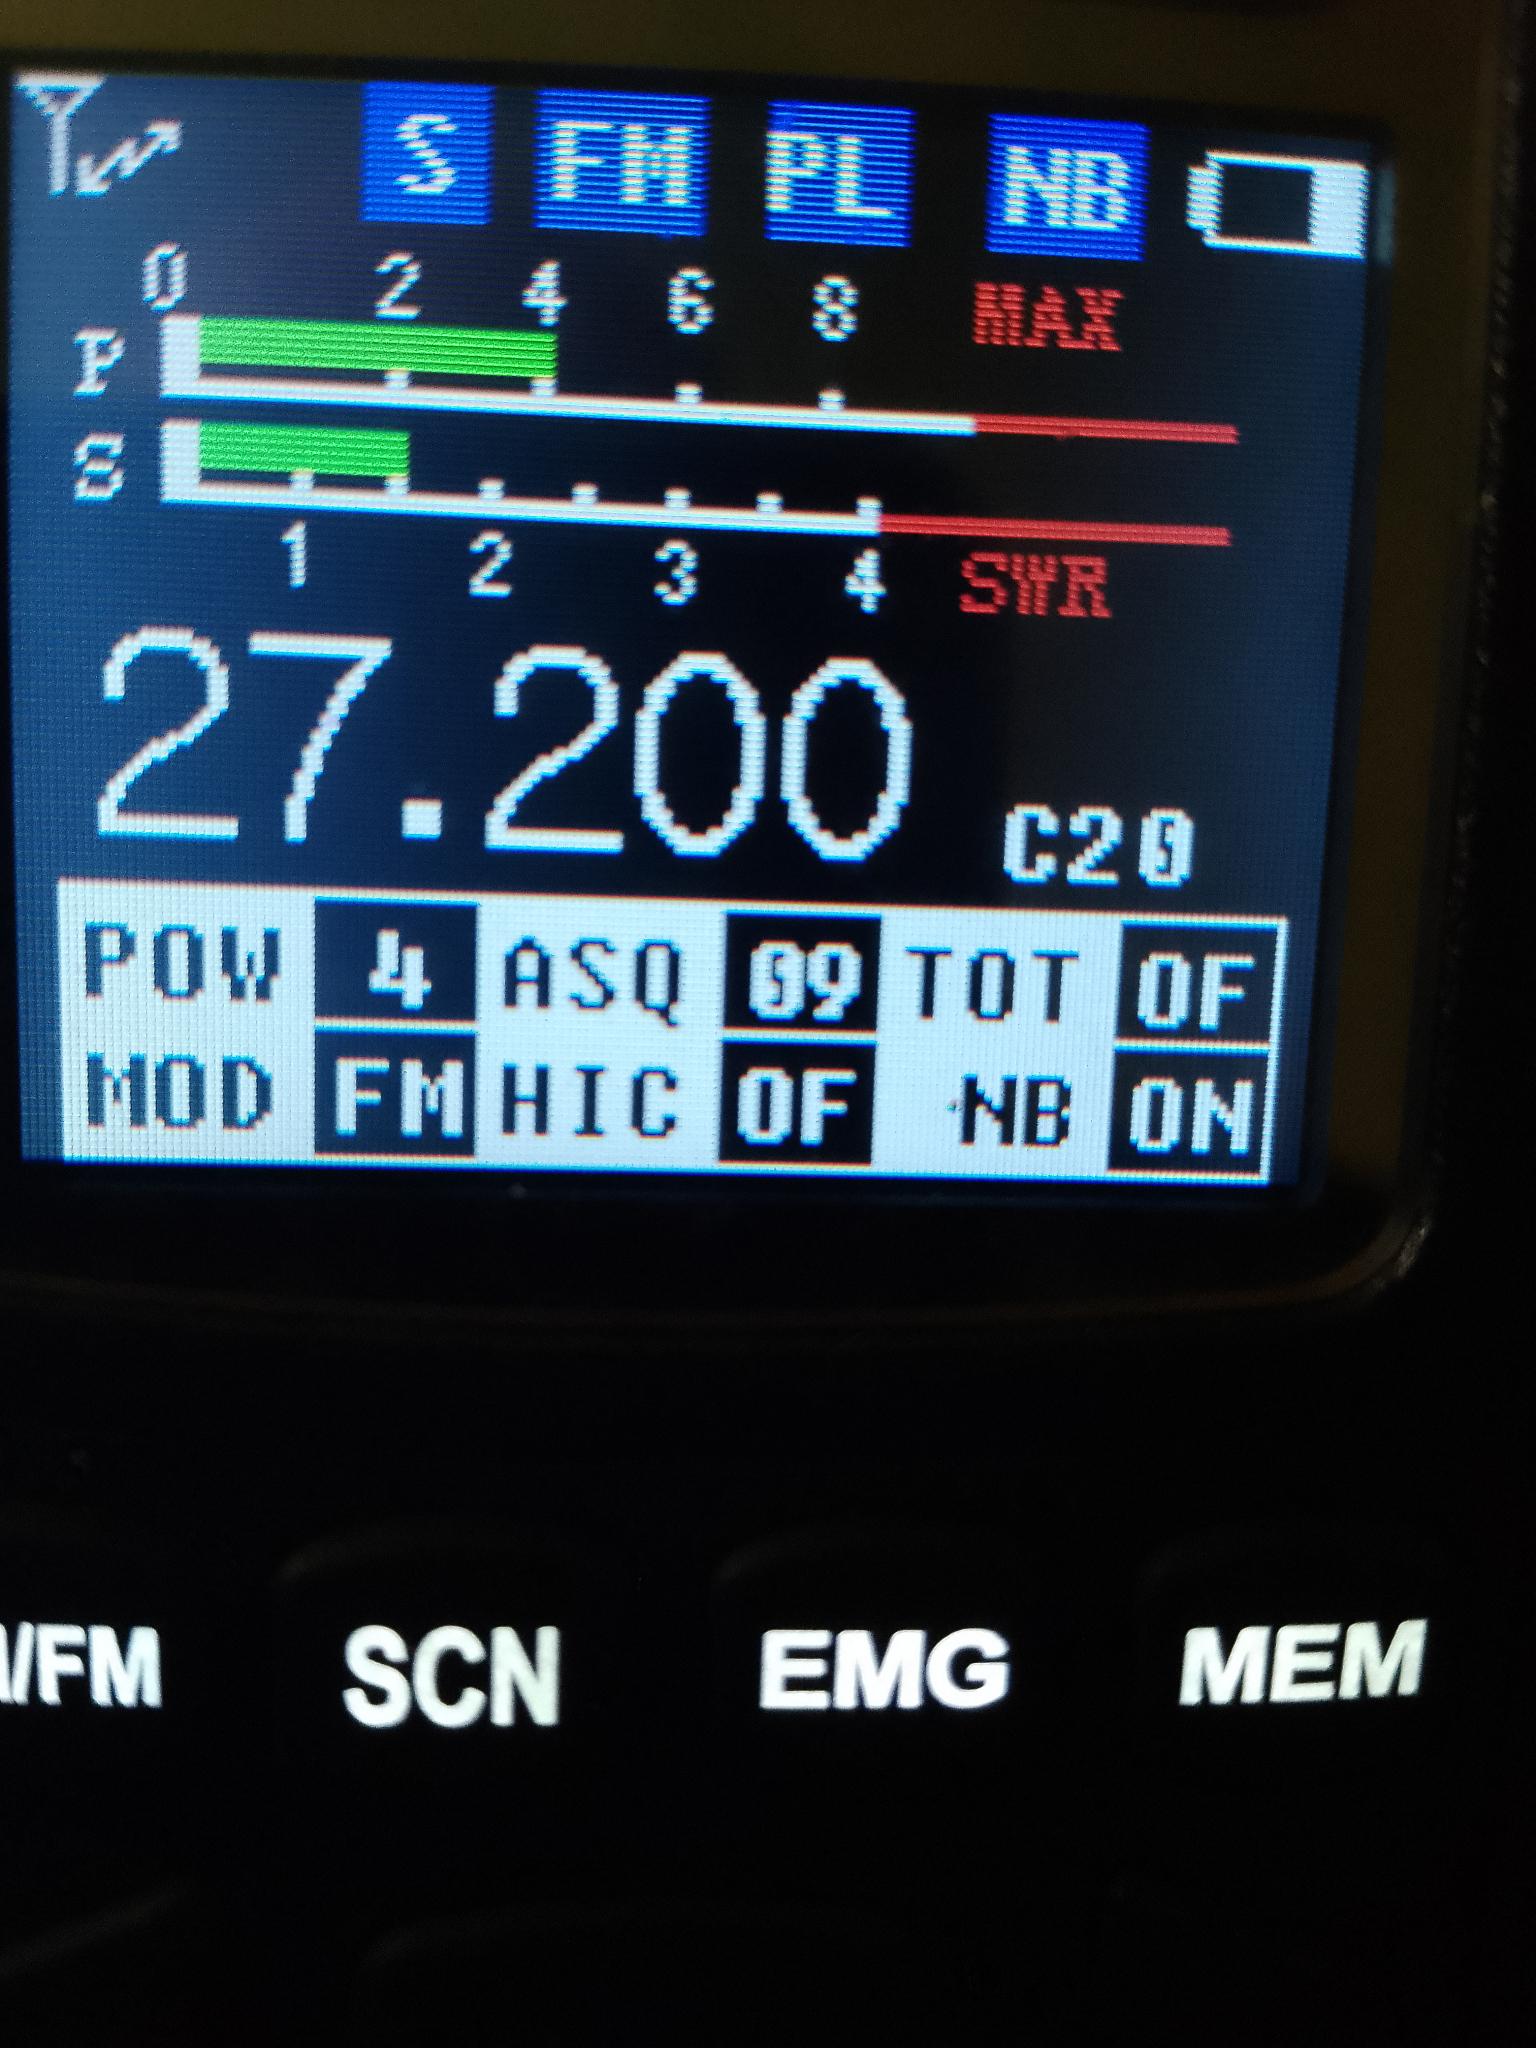 S FM PL NB
0 2 4 6 8 MAX
P
S
1 2 3 4 SWR
27.200 C20
POW 4 ASQ 09 TOT OF
MOD FM HIC OF NB ON
/FM SCN EMG MEM